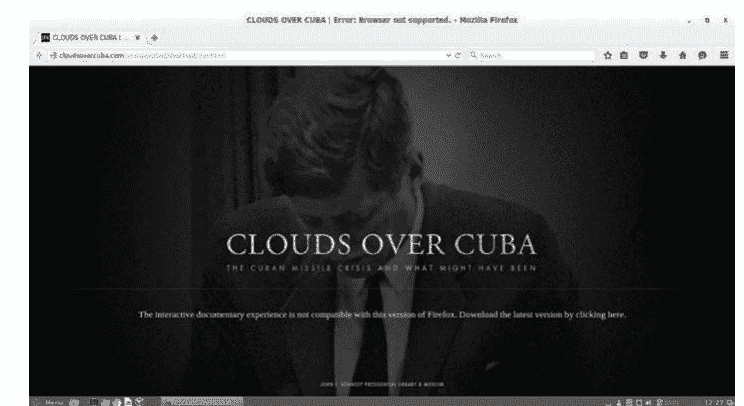 CLOUDS OVER CUBA | Error: Browser not supported. - Mozilla Firefox
CLOUDS OVER CUBA |
cloudsovercuba.com
Search
CLOUDS OVER CUBA
THE CUBAN MISSILE CRISIS AND WHAT MIGHT HAVE BEEN
The interactive documentary experience is not compatible with this version of Firefox. Download the latest version by clicking here.
JOHN F. KENNEDY PRESIDENTIAL LIBRARY & MUSEUM
Menu